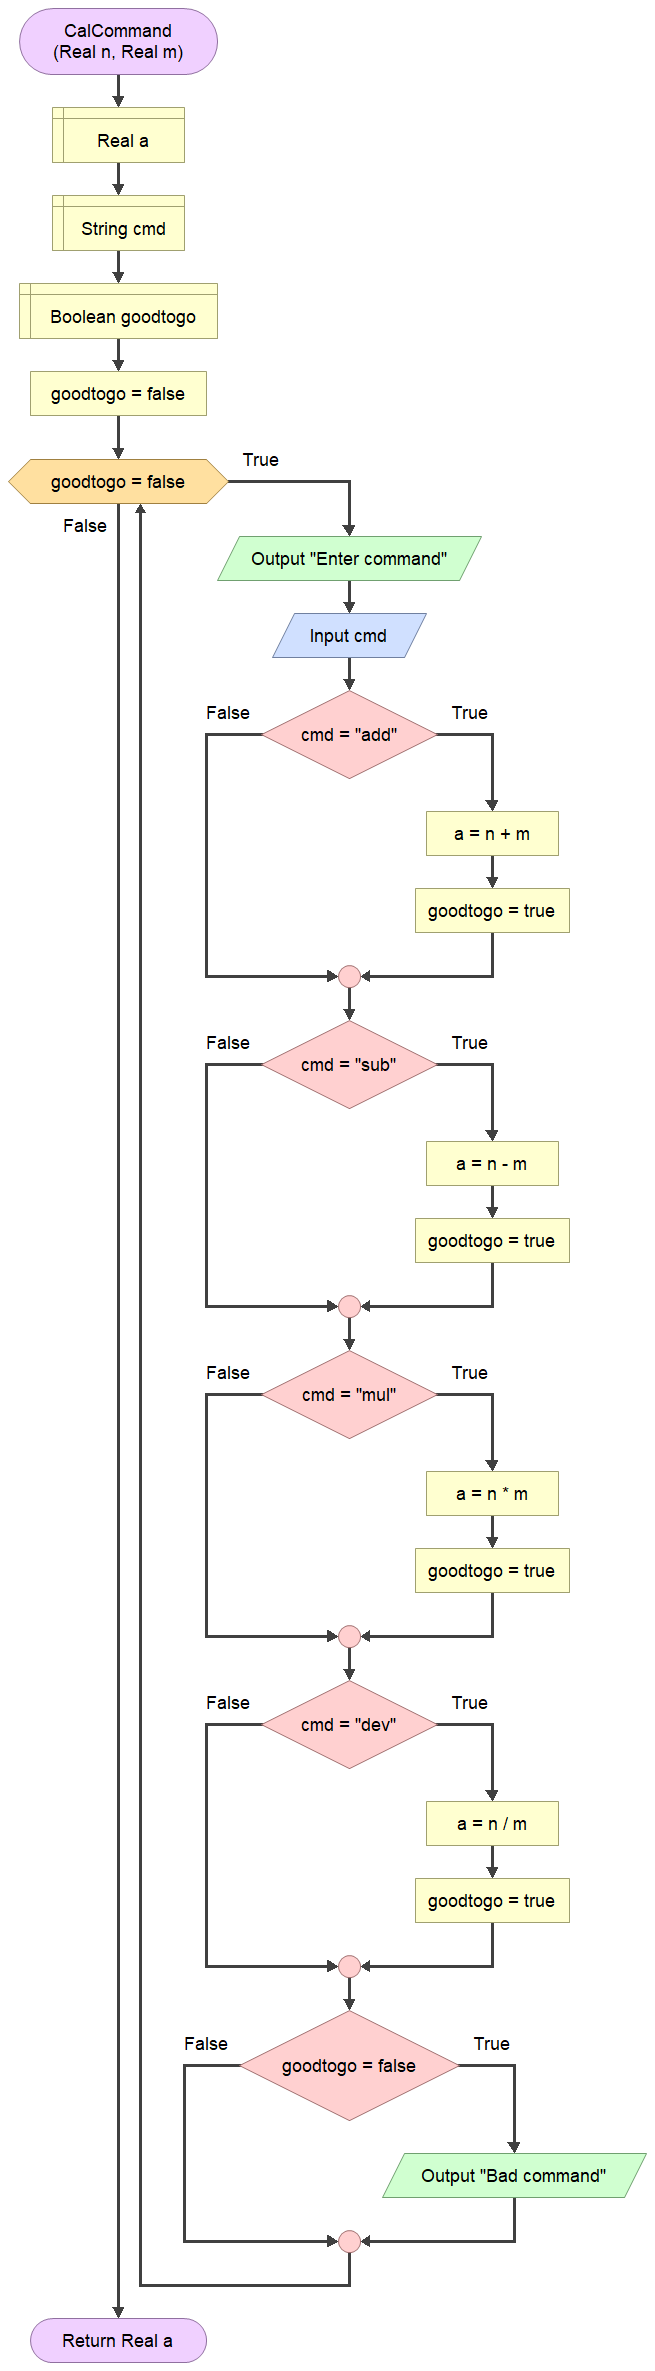 CalCommand
(Real n, Real m)
Real a
String cmd
Boolean goodtogo
goodtogo = false
goodtogo = false
True
False
Output "Enter command"
Input cmd
False
True
cmd = "add"
a = n + m
goodtogo = true
False
True
cmd = "sub"
a = n - m
goodtogo = true
False
True
cmd = "mul"
a = n * m
goodtogo = true
False
True
cmd = "dev"
a = n / m
goodtogo = true
False
True
goodtogo = false
Output "Bad command"
Return Real a